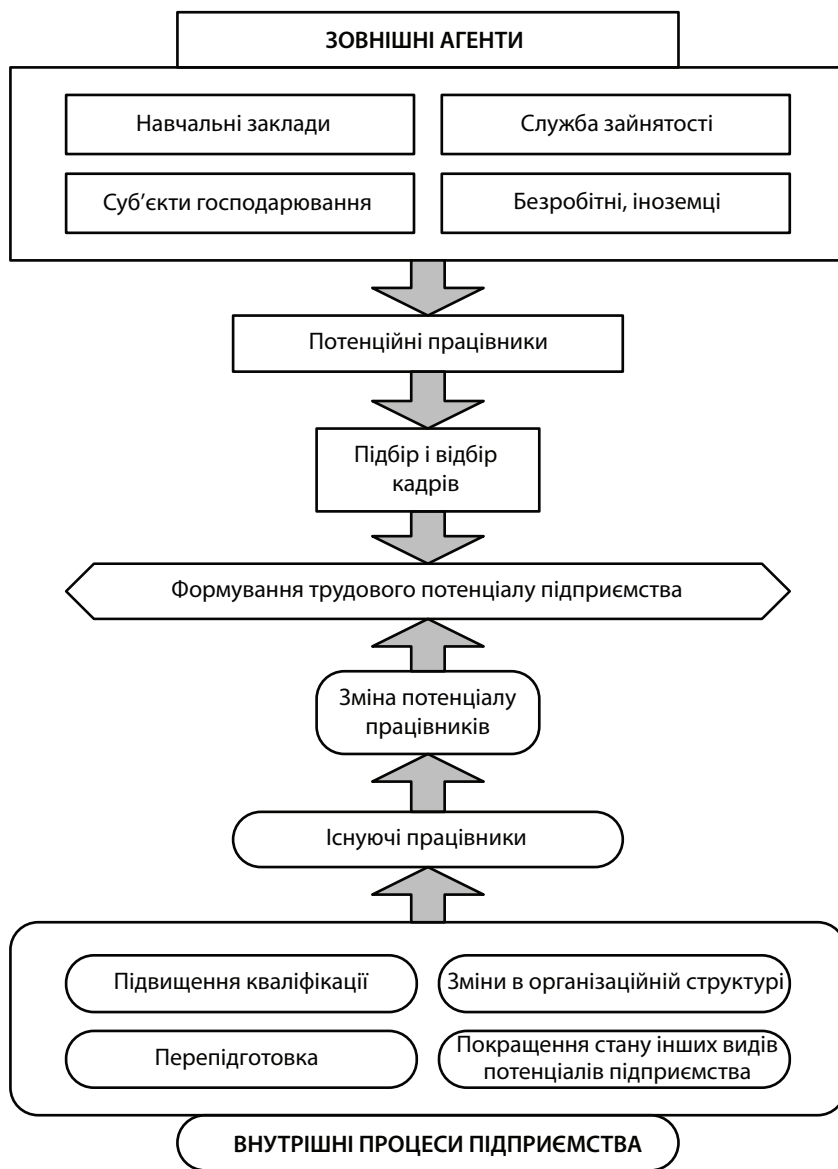 ЗОВНІШНІ АГЕНТИ
Навчальні заклади
Служба зайнятості
Суб’єкти господарювання
Безробітні, іноземці
Потенційні працівники
Підбір і відбір
кадрів
Формування трудового потенціалу підприємства
Зміна потенціалу
працівників
Існуючі працівники
Підвищення кваліфікації
Зміни в організаційній структурі
Перепідготовка
Покращення стану інших видів
потенціалів підприємства
ВНУТРІШНІ ПРОЦЕСИ ПІДПРИЄМСТВА